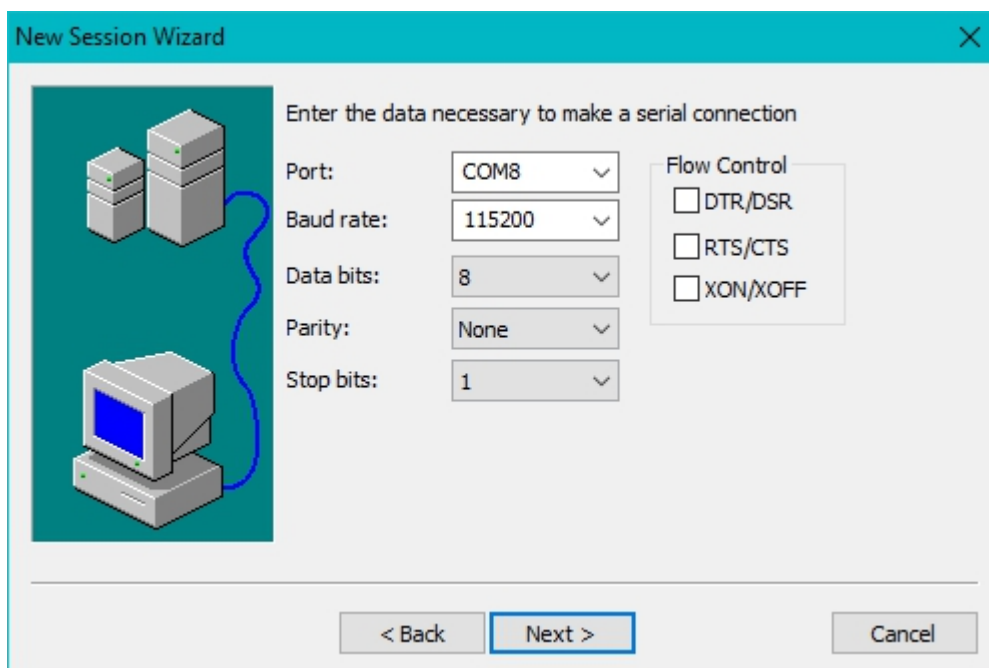 New Session Wizard
Enter the data necessary to make a serial connection
Port: COM8
Baud rate: 115200
Data bits: 8
Parity: None
Stop bits: 1
Flow Control
DTR/DSR
RTS/CTS
XON/XOFF
< Back Next > Cancel